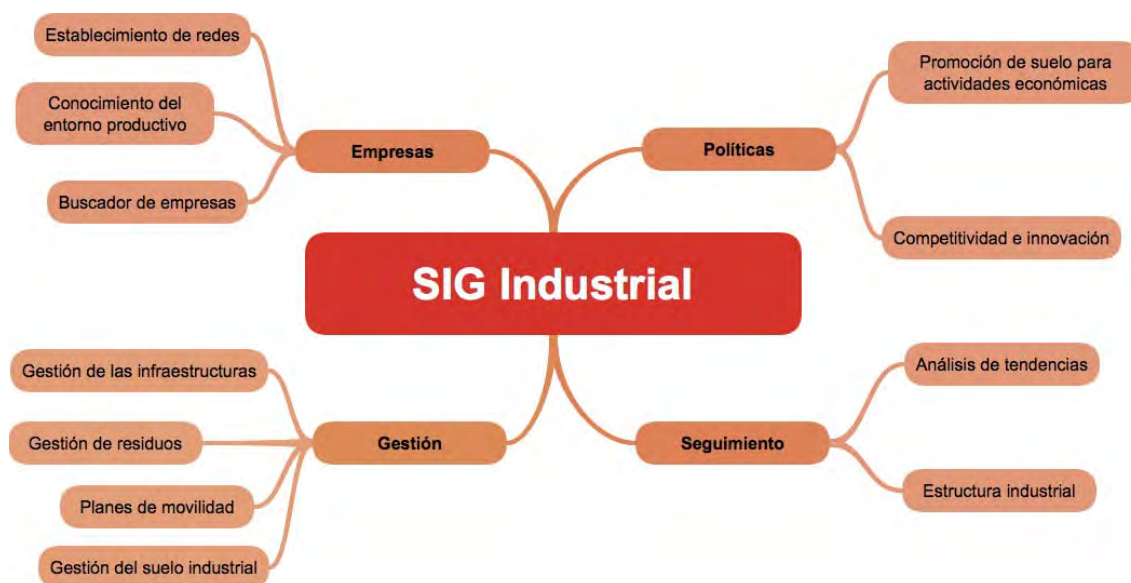 Establecimiento de redes
Conocimiento del
entorno productivo
Buscador de empresas
Empresas
Políticas
Promoción de suelo para
actividades económicas
Competitividad e innovación
SIG Industrial
Gestión de las infraestructuras
Gestión de residuos
Planes de movilidad
Gestión del suelo industrial
Gestión
Seguimiento
Análisis de tendencias
Estructura industrial